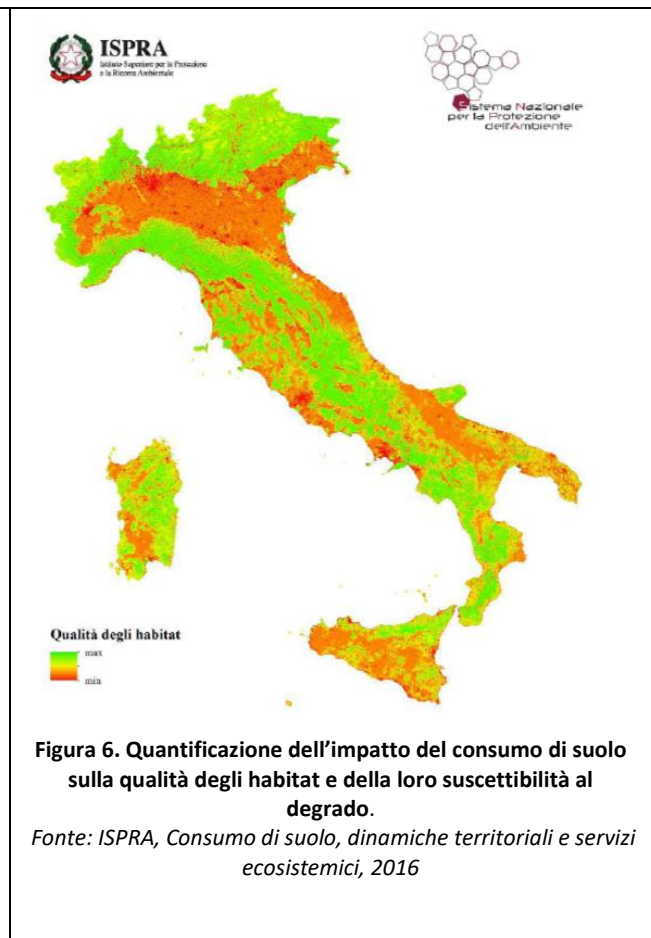 ISPRA
Istituto Superiore per la Protezione
e la Ricerca Ambientale
Sistema Nazionale
per la Protezione
dell'Ambiente
Qualità degli habitat
max
min
Figura 6. Quantificazione dell'impatto del consumo di suolo
sulla qualità degli habitat e della loro suscettibilità al
degrado.
Fonte: ISPRA, Consumo di suolo, dinamiche territoriali e servizi
ecosistemici, 2016